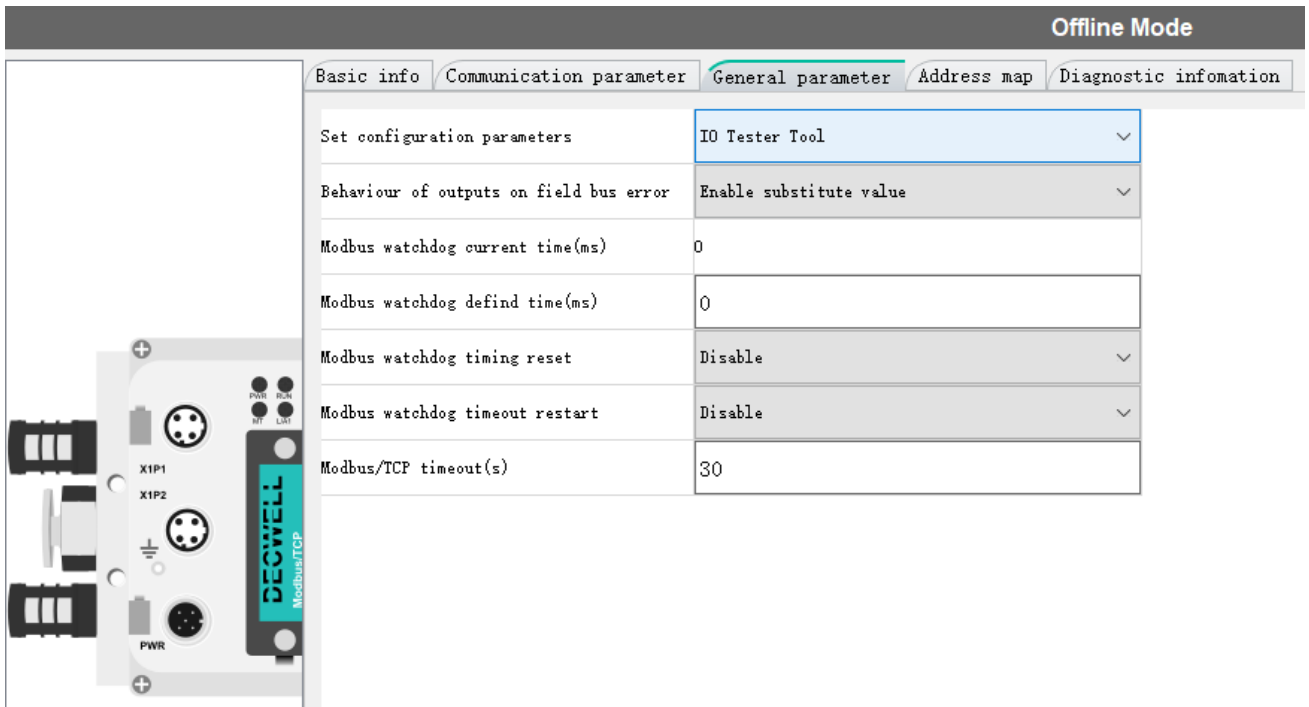 Offline Mode
Basic info Communication parameter General parameter Address map Diagnostic infomation
Set configuration parameters IO Tester Tool
Behaviour of outputs on field bus error Enable substitute value
Modbus watchdog current time(ms) 0
Modbus watchdog defind time(ms) 0
Modbus watchdog timing reset Disable
Modbus watchdog timeout restart Disable
Modbus/TCP timeout(s) 30
PWR RUN
MT L/A1
X1P1
X1P2
DECWELL
Modbus/TCP
PWR